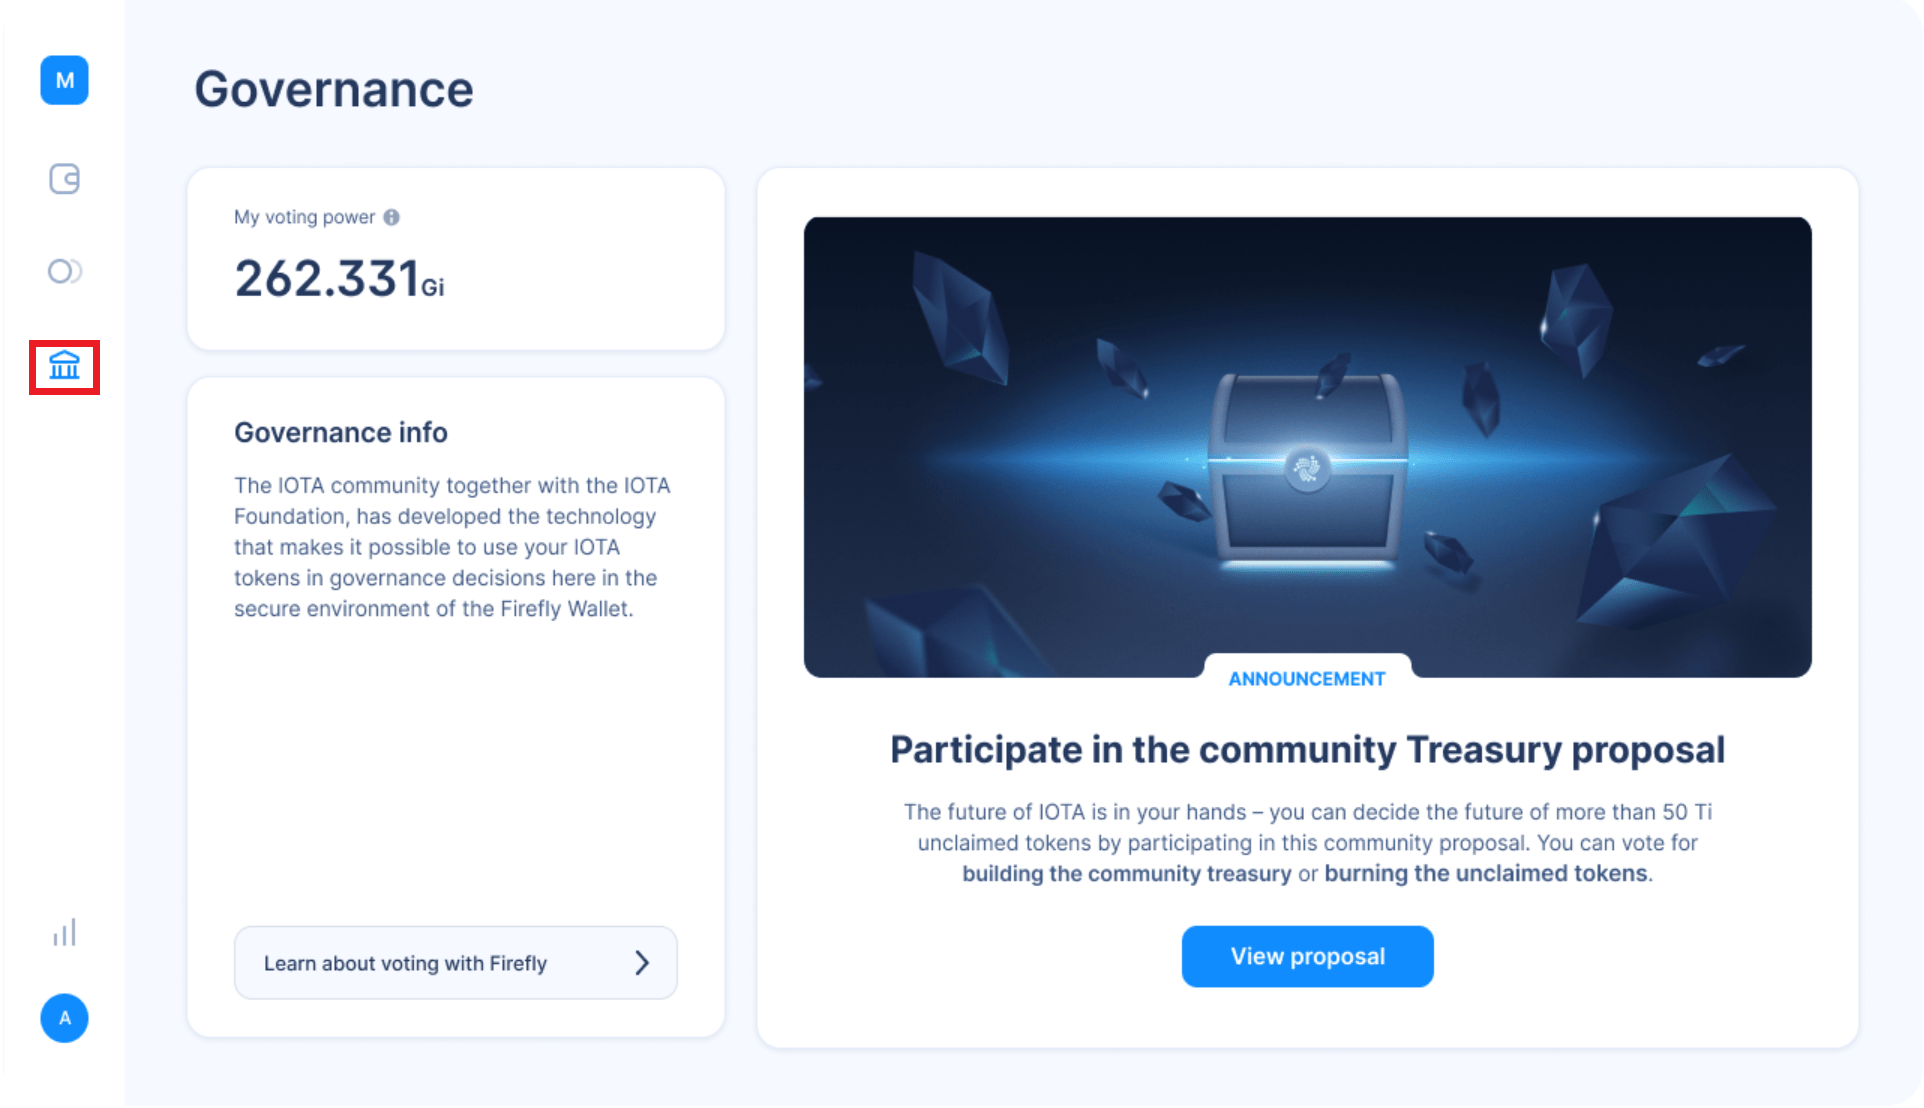 M
Governance
My voting power
262.331Gi
Governance info
The IOTA community together with the IOTA
Foundation, has developed the technology
that makes it possible to use your IOTA
tokens in governance decisions here in the
secure environment of the Firefly Wallet.
Learn about voting with Firefly
ANNOUNCEMENT
Participate in the community Treasury proposal
The future of IOTA is in your hands – you can decide the future of more than 50 Ti
unclaimed tokens by participating in this community proposal. You can vote for
building the community treasury or burning the unclaimed tokens.
View proposal
A